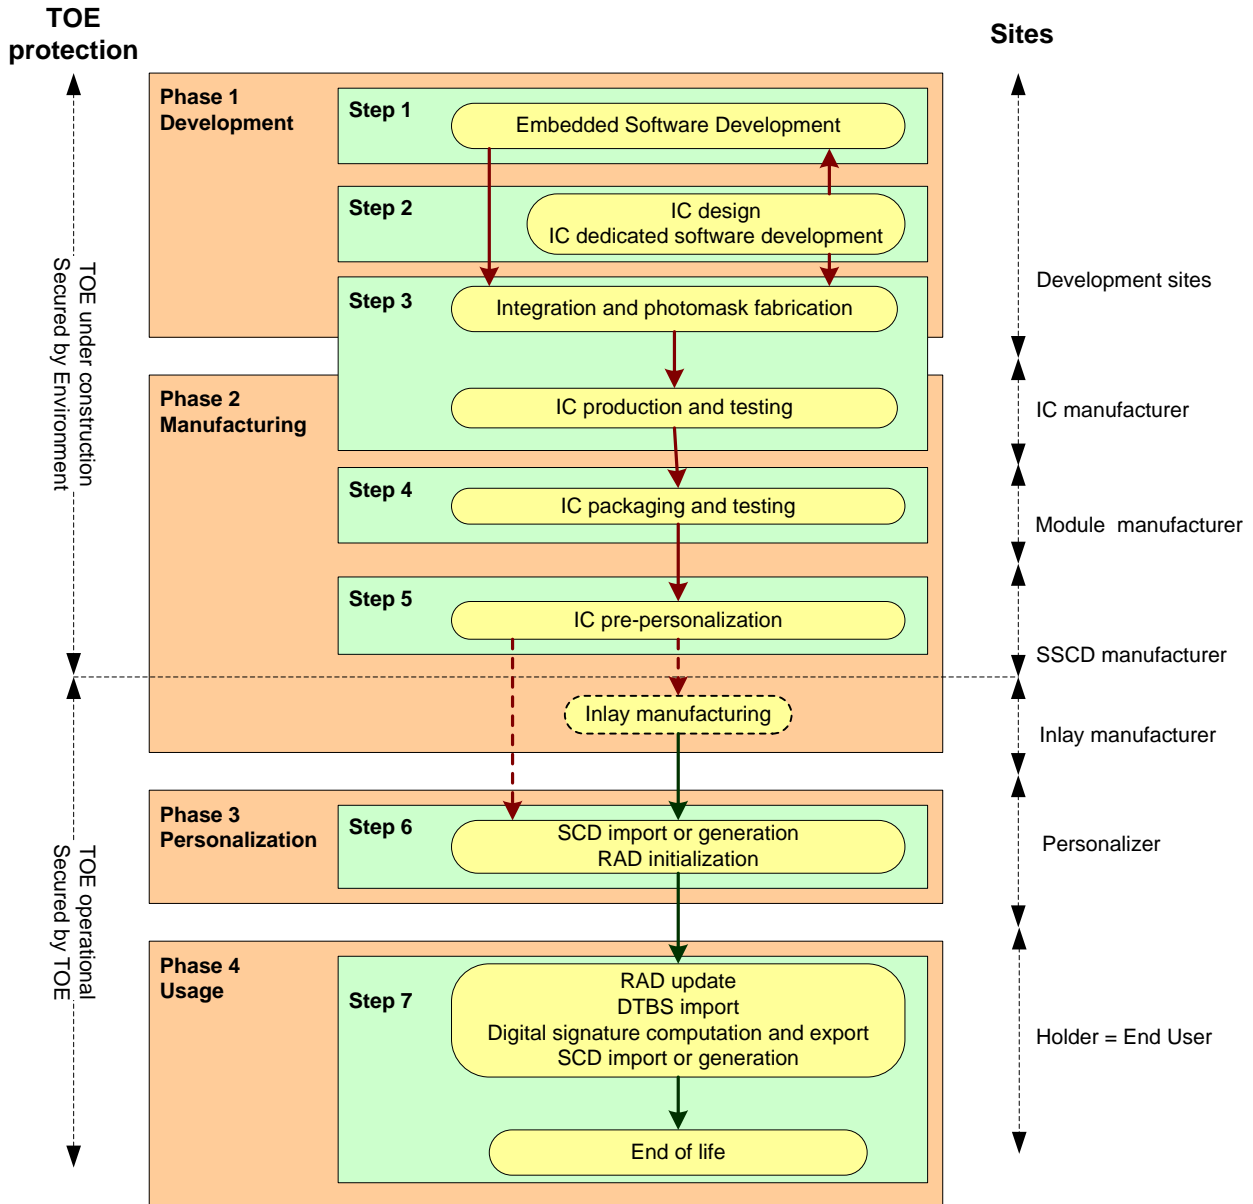 TOE
protection
Sites
Phase 1
Development
Step 1
Embedded Software Development
Step 2
IC design
IC dedicated software development
Step 3
Integration and photomask fabrication
Development sites
TOE under construction
Secured by Environment
Phase 2
Manufacturing
IC production and testing
IC manufacturer
Step 4
IC packaging and testing
Module  manufacturer
Step 5
IC pre-personalization
SSCD manufacturer
Inlay manufacturing
Inlay manufacturer
Phase 3
Personalization
Step 6
SCD import or generation
RAD initialization
Personalizer
TOE operational
Secured by TOE
Phase 4
Usage
Step 7
RAD update
DTBS import
Digital signature computation and export
SCD import or generation
Holder = End User
End of life